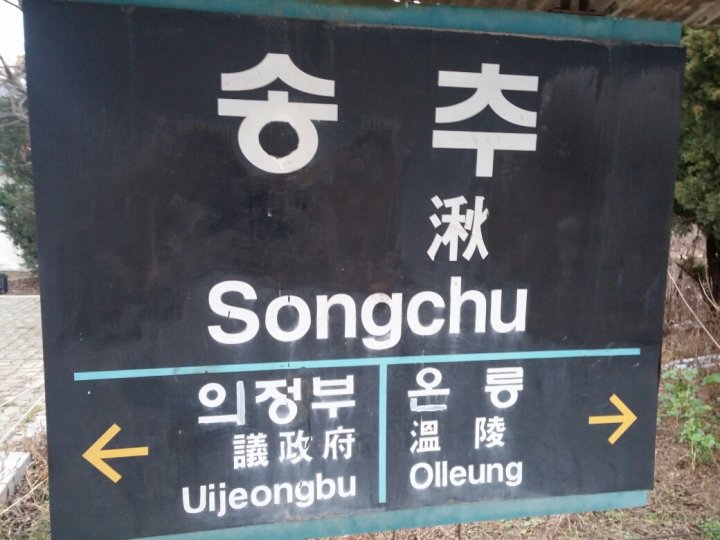 송 추
湫
Songchu
의정부
議政府
Uijeongbu
온 릉
溫 陵
Olleung